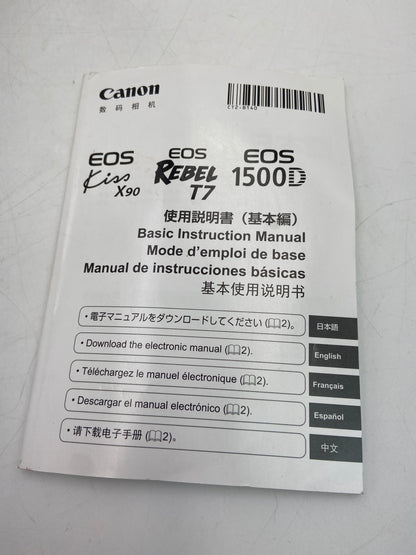 Canon
数码相机
CT2-B140
EOS Kiss X90
EOS REBEL T7
EOS 1500D
使用説明書（基本編）
Basic Instruction Manual
Mode d'emploi de base
Manual de instrucciones básicas
基本使用说明书
• 電子マニュアルをダウンロードしてください (2)。
日本語
• Download the electronic manual (2).
English
• Téléchargez le manuel électronique (2).
Français
• Descargar el manual electrónico (2).
Español
• 请下载电子手册 (2)。
中文